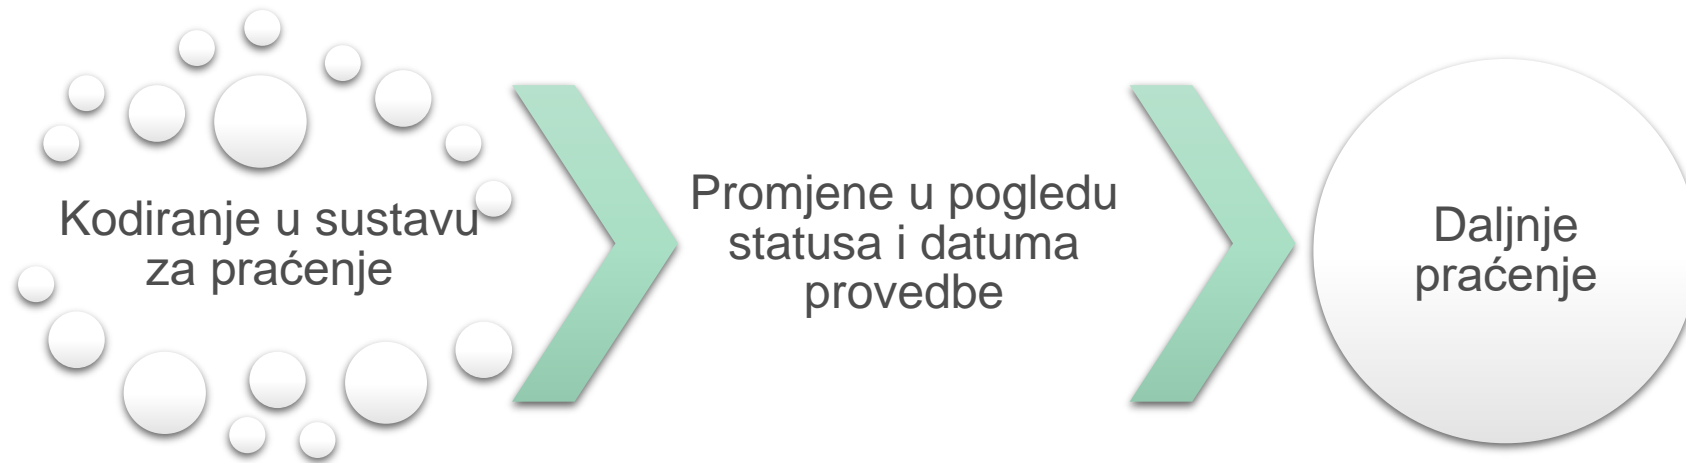 Kodiranje u sustavu
za praćenje
Promjene u pogledu
statusa i datuma
provedbe
Daljnje
praćenje